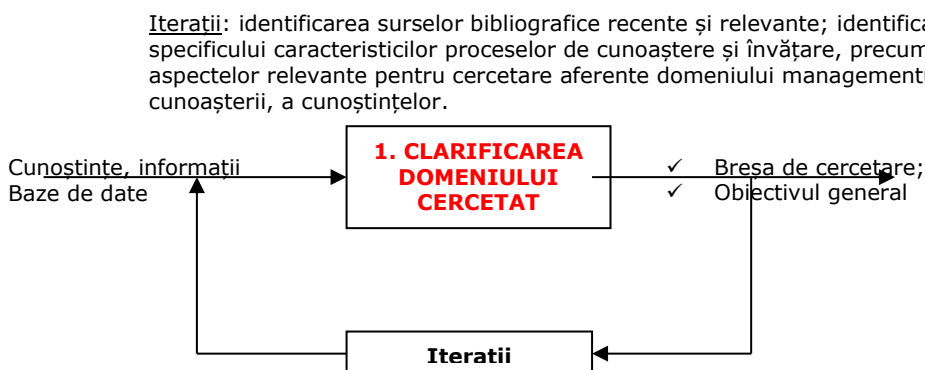 Iterații: identificarea surselor bibliografice recente și relevante; identifica
specificului caracteristicilor proceselor de cunoaștere și învățare, precum
aspectelor relevante pentru cercetare aferente domeniului management
cunoașterii, a cunoștințelor.
1. CLARIFICAREA
DOMENIULUI
CERCETAT
Cunoștințe, informații
Baze de date
✓ Breșa de cercetare;
✓ Obiectivul general
Iterații